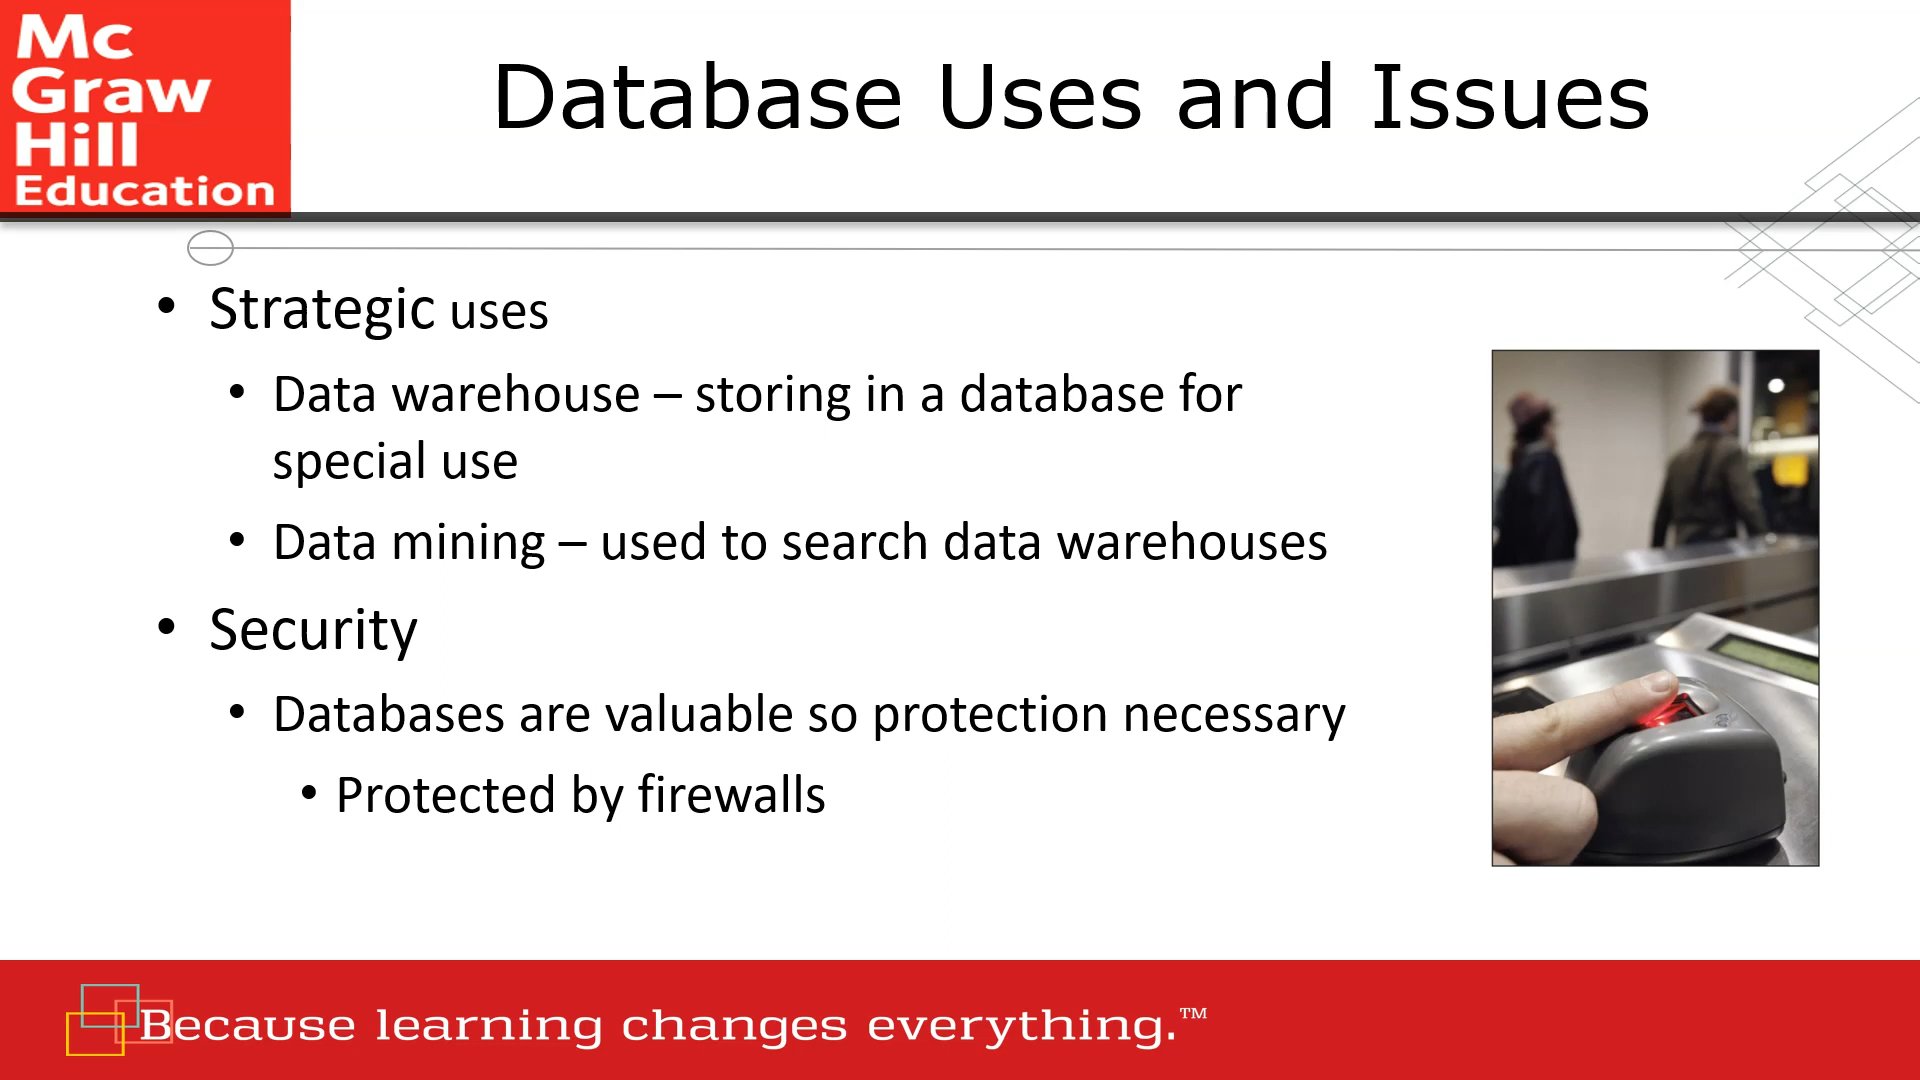 Mc
Graw
Hill
Education
Database Uses and Issues
• Strategic uses
• Data warehouse – storing in a database for
special use
• Data mining – used to search data warehouses
• Security
• Databases are valuable so protection necessary
• Protected by firewalls
Because learning changes everything.™